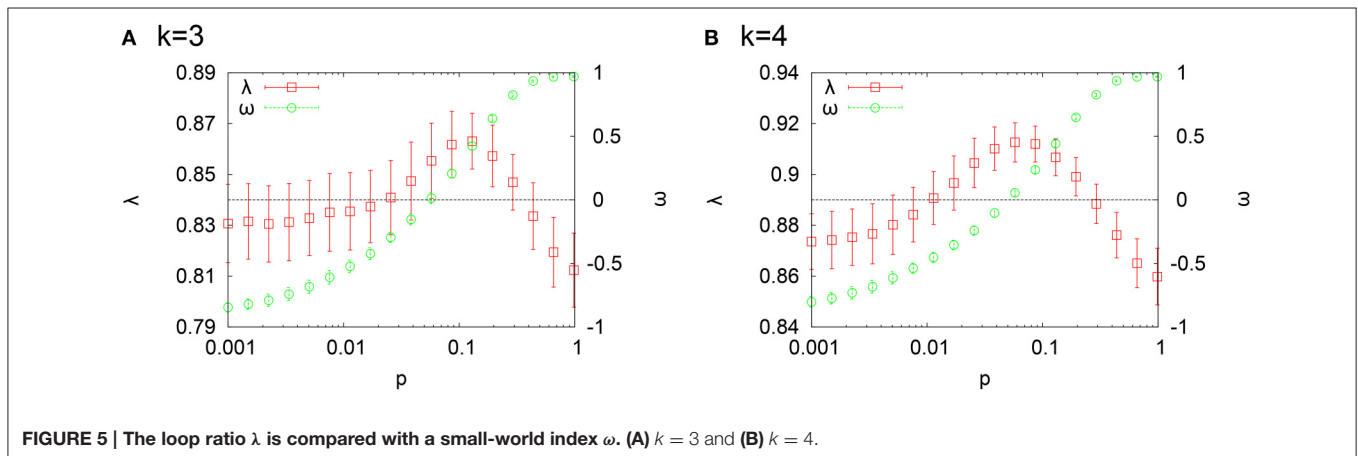 A k=3
0.89
0.87
0.85
0.83
0.81
0.79
λ
λ
ω
1
0.5
0
-0.5
-1
ω
0.001
0.01
0.1
1
p
B k=4
0.94
0.92
0.9
0.88
0.86
0.84
λ
λ
ω
1
0.5
0
-0.5
-1
ω
0.001
0.01
0.1
1
p
FIGURE 5 | The loop ratio λ is compared with a small-world index ω. (A) k = 3 and (B) k = 4.